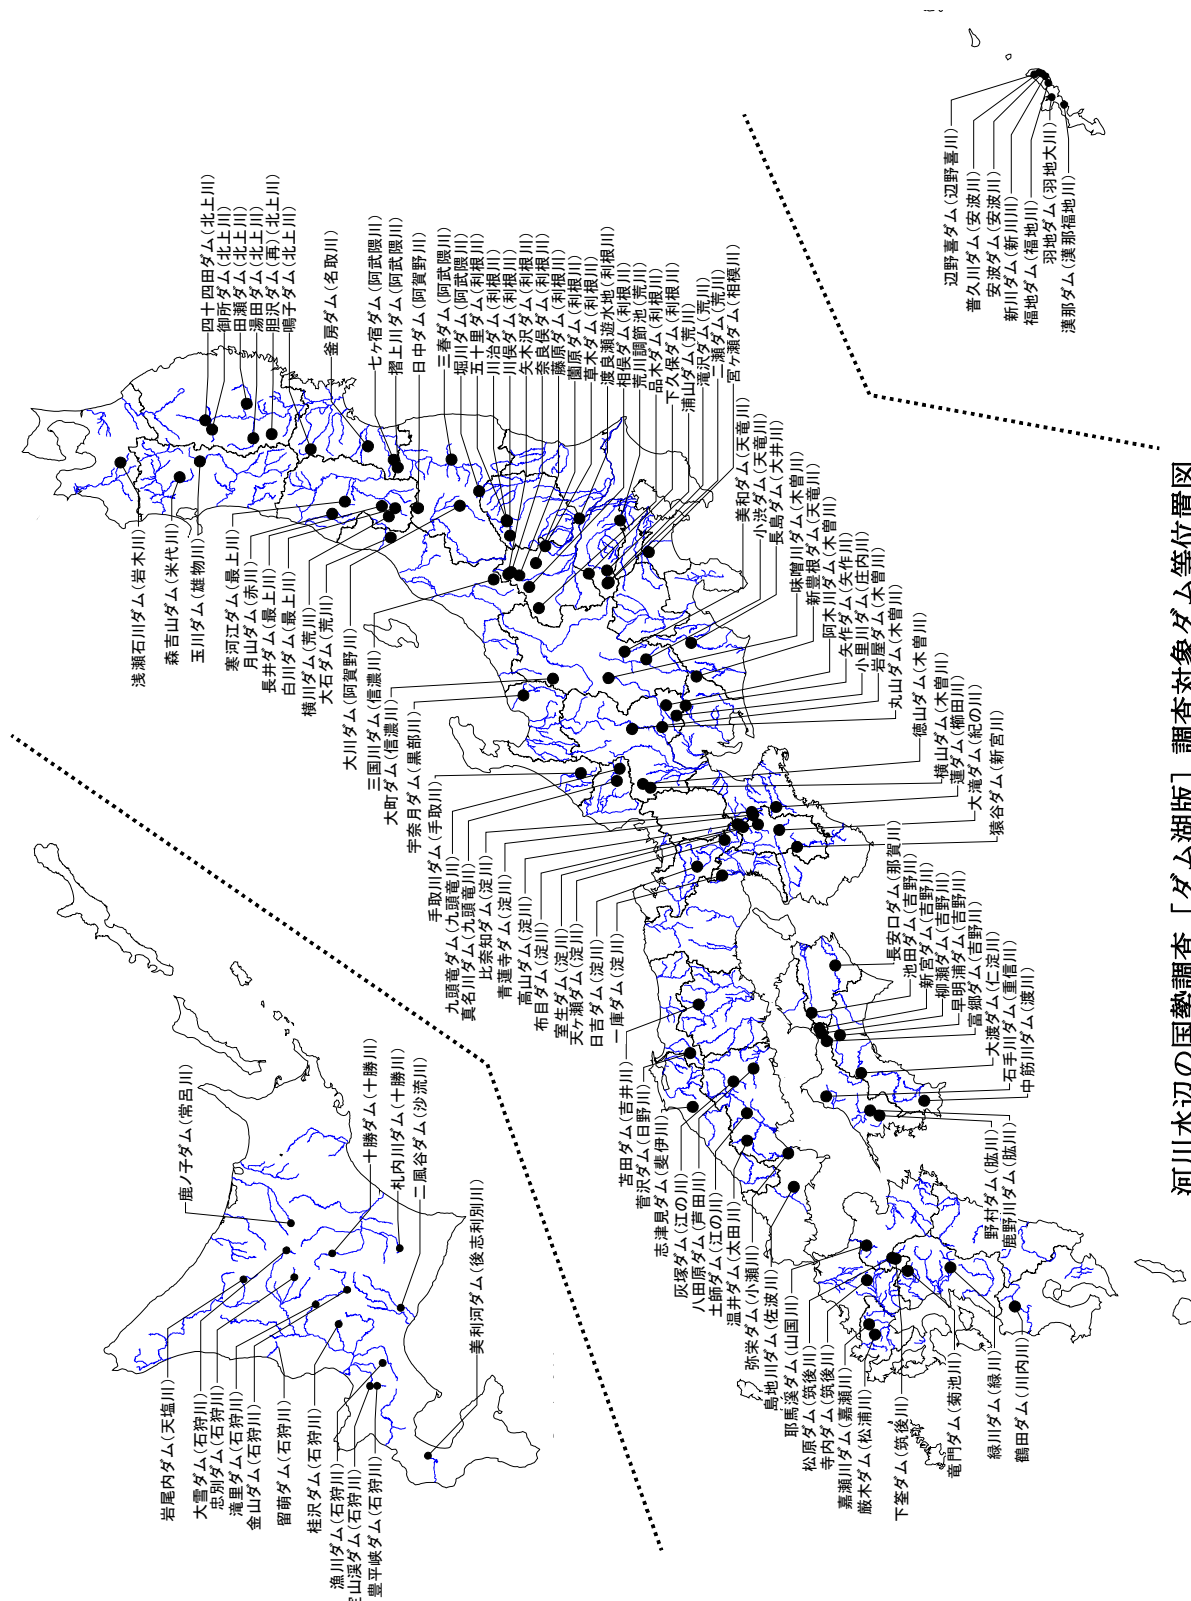 河川水辺の国勢調査［ダム湖版］調査対象ダム等位置図
鹿ノ子ダム(常呂川)
十勝ダム(十勝川)
札内川ダム(十勝川)
二風谷ダム(沙流川)
美利河ダム(後志利別川)
岩尾内ダム(天塩川)
大雪ダム(石狩川)
忠別ダム(石狩川)
滝里ダム(石狩川)
金山ダム(石狩川)
留萌ダム(石狩川)
桂沢ダム(石狩川)
漁川ダム(石狩川)
山渓ダム(石狩川)
豊平峡ダム(石狩川)
四十四田ダム(北上川)
御所ダム(北上川)
田瀬ダム(北上川)
湯田ダム(北上川)
胆沢ダム(再)(北上川)
鳴子ダム(北上川)
釜房ダム(名取川)
七ヶ宿ダム(阿武隈川)
摺上川ダム(阿武隈川)
日中ダム(阿賀野川)
三春ダム(阿武隈川)
堀川ダム(阿武隈川)
五十里ダム(利根川)
川治ダム(利根川)
川俣ダム(利根川)
矢木沢ダム(利根川)
奈良俣ダム(利根川)
藤原ダム(利根川)
薗原ダム(利根川)
草木ダム(利根川)
渡良瀬遊水地(利根川)
相俣ダム(利根川)
荒川調節池(荒川)
品木ダム(利根川)
下久保ダム(利根川)
浦山ダム(荒川)
滝沢ダム(荒川)
二瀬ダム(荒川)
宮ヶ瀬ダム(相模川)
浅瀬石川ダム(岩木川)
森吉山ダム(米代川)
玉川ダム(雄物川)
寒河江ダム(最上川)
月山ダム(赤川)
長井ダム(最上川)
白川ダム(最上川)
横川ダム(荒川)
大石ダム(荒川)
大川ダム(阿賀野川)
三国川ダム(信濃川)
大町ダム(信濃川)
宇奈月ダム(黒部川)
手取川ダム(手取川)
九頭竜ダム(九頭竜川)
真名川ダム(九頭竜川)
比奈知ダム(淀川)
青蓮寺ダム(淀川)
高山ダム(淀川)
布目ダム(淀川)
室生ダム(淀川)
天ヶ瀬ダム(淀川)
日吉ダム(淀川)
一庫ダム(淀川)
美和ダム(天竜川)
小渋ダム(天竜川)
長島ダム(大井川)
味噌川ダム(木曽川)
新豊根ダム(天竜川)
阿木川ダム(木曽川)
矢作ダム(矢作川)
小里川ダム(庄内川)
岩屋ダム(木曽川)
丸山ダム(木曽川)
徳山ダム(木曽川)
横山ダム(木曽川)
蓮ダム(櫛田川)
大滝ダム(紀の川)
猿谷ダム(新宮川)
長安口ダム(那賀川)
池田ダム(吉野川)
新宮ダム(吉野川)
柳瀬ダム(吉野川)
早明浦ダム(吉野川)
富郷ダム(吉野川)
大渡ダム(仁淀川)
石手川ダム(重信川)
中筋川ダム(渡川)
野村ダム(肱川)
鹿野川ダム(肱川)
苫田ダム(吉井川)
菅沢ダム(日野川)
志津見ダム(斐伊川)
灰塚ダム(江の川)
八田原ダム(芦田川)
土師ダム(江の川)
温井ダム(太田川)
弥栄ダム(小瀬川)
島地川ダム(佐波川)
耶馬渓ダム(山国川)
松原ダム(筑後川)
寺内ダム(筑後川)
嘉瀬川ダム(嘉瀬川)
厳木ダム(松浦川)
下筌ダム(筑後川)
竜門ダム(菊池川)
緑川ダム(緑川)
鶴田ダム(川内川)
辺野喜ダム(辺野喜川)
普久川ダム(安波川)
安波ダム(安波川)
新川ダム(新川川)
福地ダム(福地川)
羽地ダム(羽地大川)
漢那ダム(漢那福地川)